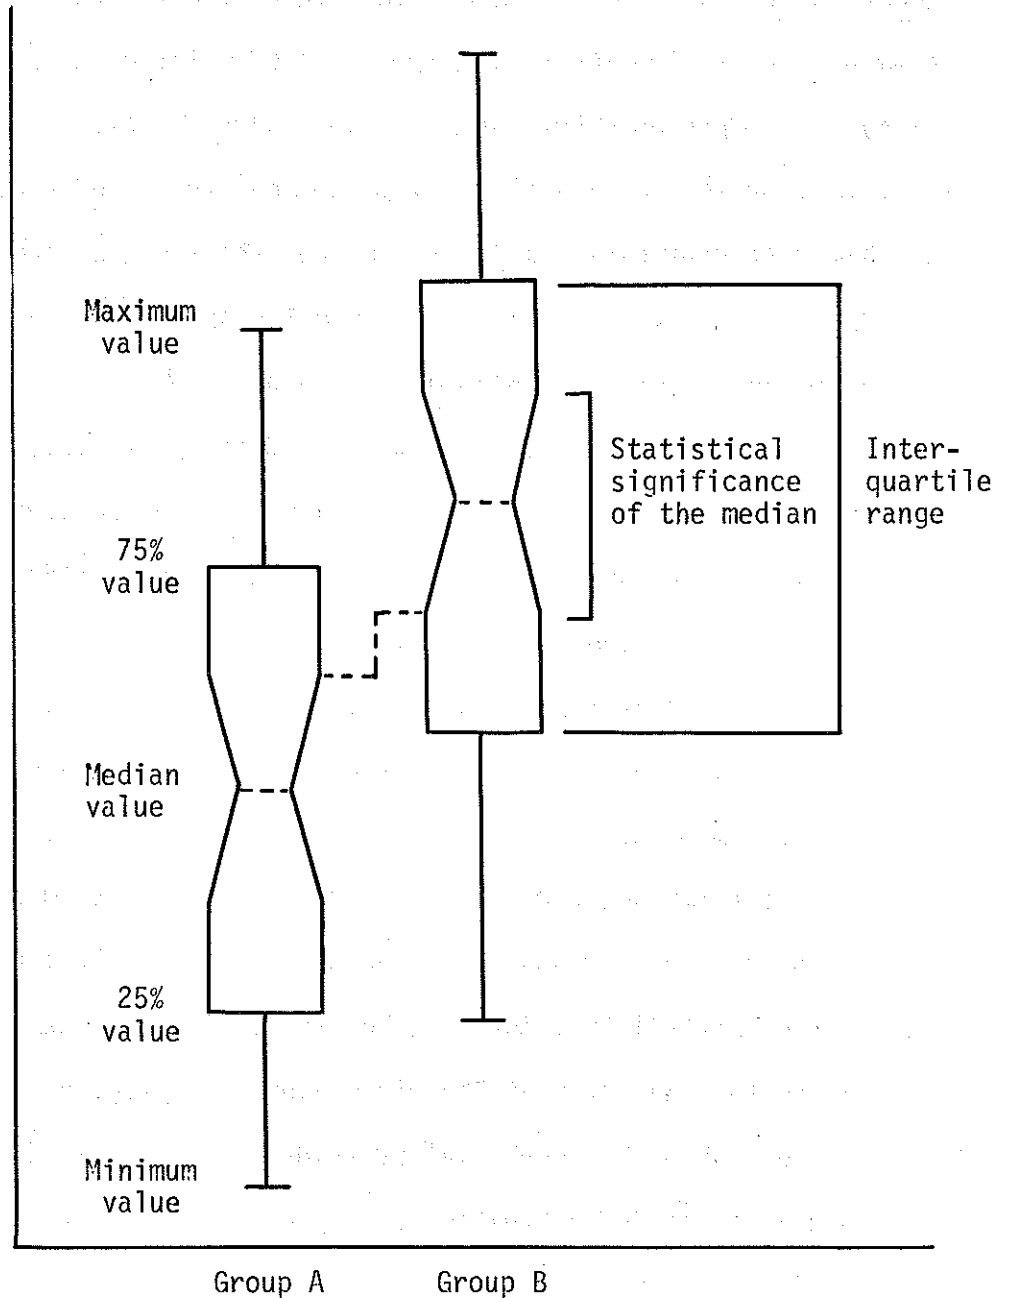 Maximum
value
75%
value
Median
value
25%
value
Minimum
value
Statistical
significance
of the median
Inter-
quartile
range
Group A
Group B